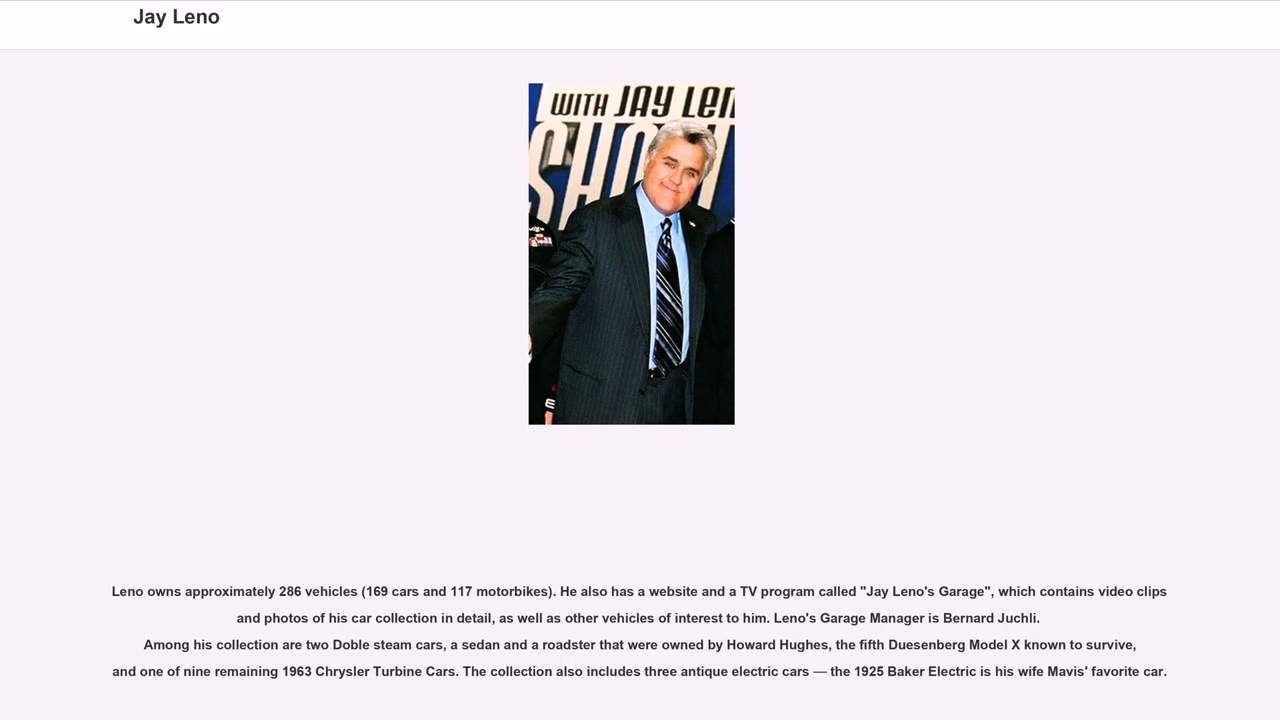 Jay Leno
WITH JAY Len
SHOW
Leno owns approximately 286 vehicles (169 cars and 117 motorbikes). He also has a website and a TV program called "Jay Leno's Garage", which contains video clips
and photos of his car collection in detail, as well as other vehicles of interest to him. Leno's Garage Manager is Bernard Juchli.
Among his collection are two Doble steam cars, a sedan and a roadster that were owned by Howard Hughes, the fifth Duesenberg Model X known to survive,
and one of nine remaining 1963 Chrysler Turbine Cars. The collection also includes three antique electric cars — the 1925 Baker Electric is his wife Mavis' favorite car.